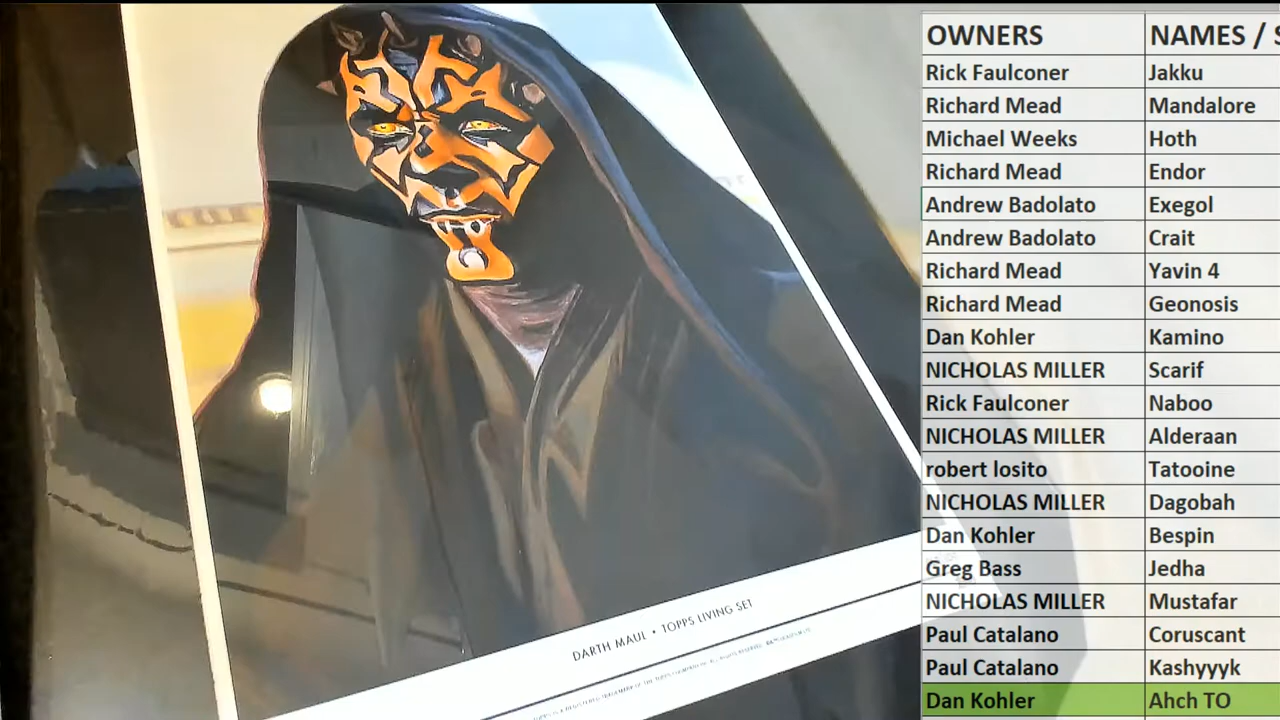 OWNERS NAMES /
Rick Faulconer Jakku
Richard Mead Mandalore
Michael Weeks Hoth
Richard Mead Endor
Andrew Badolato Exegol
Andrew Badolato Crait
Richard Mead Yavin 4
Richard Mead Geonosis
Dan Kohler Kamino
NICHOLAS MILLER Scarif
Rick Faulconer Naboo
NICHOLAS MILLER Alderaan
robert losito Tatooine
NICHOLAS MILLER Dagobah
Dan Kohler Bespin
Greg Bass Jedha
NICHOLAS MILLER Mustafar
Paul Catalano Coruscant
Paul Catalano Kashyyyk
Dan Kohler Ahch TO
DARTH MAUL • TOPPS LIVING SET